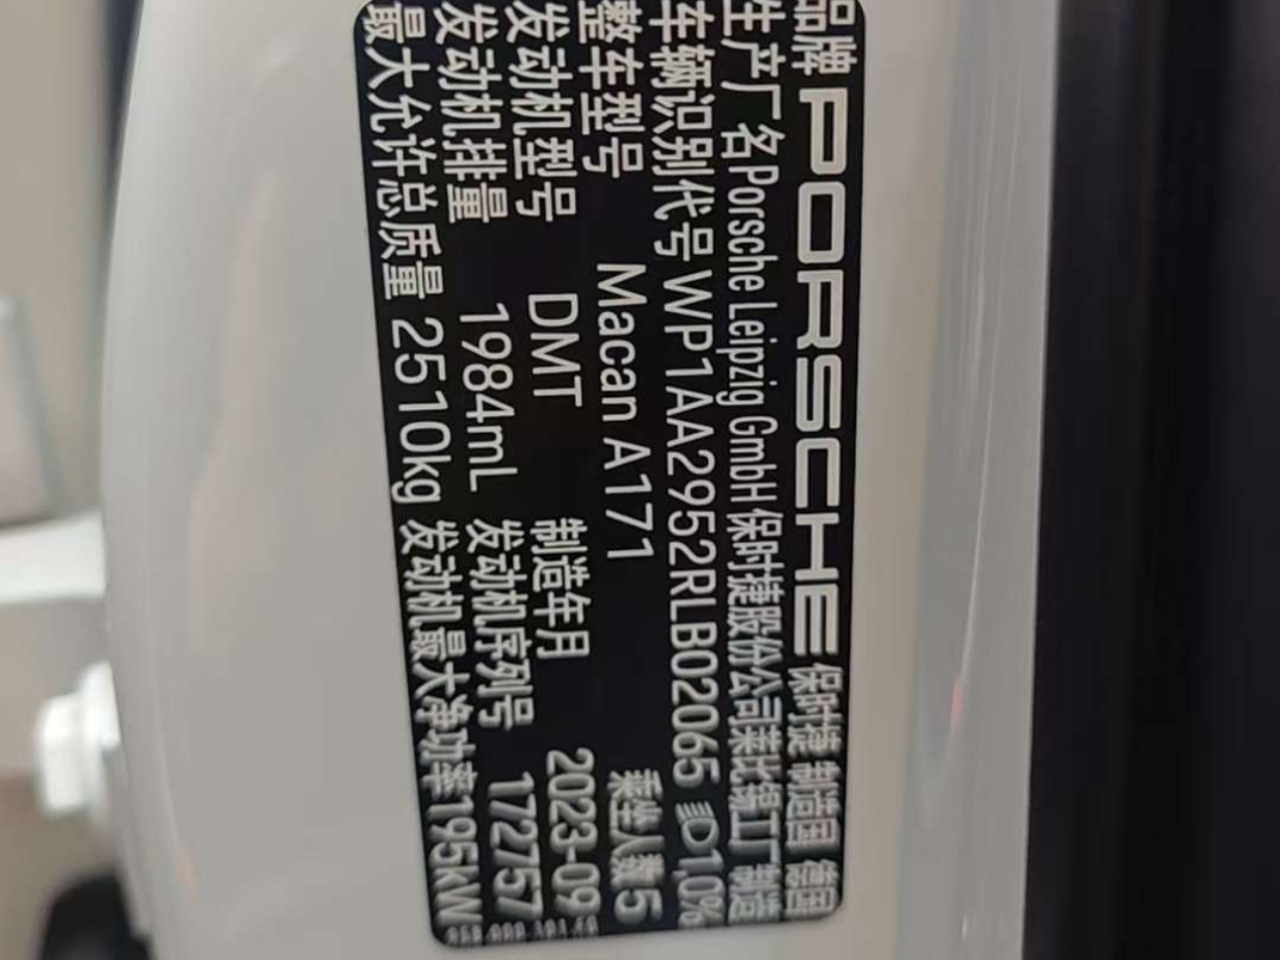 品牌 PORSCHE 保时捷 制造国 德国
生产厂名 Porsche Leipzig GmbH 保时捷股份公司莱比锡工厂制造
车辆识别代号 WP1AA2952RLB02065 1,0%
整车型号 Macan A171 乘坐人数 5
发动机型号 DMT 制造年月 2023-09
发动机排量 1984mL 发动机序列号 172757
最大允许总质量 2510kg 发动机最大净功率 195kW